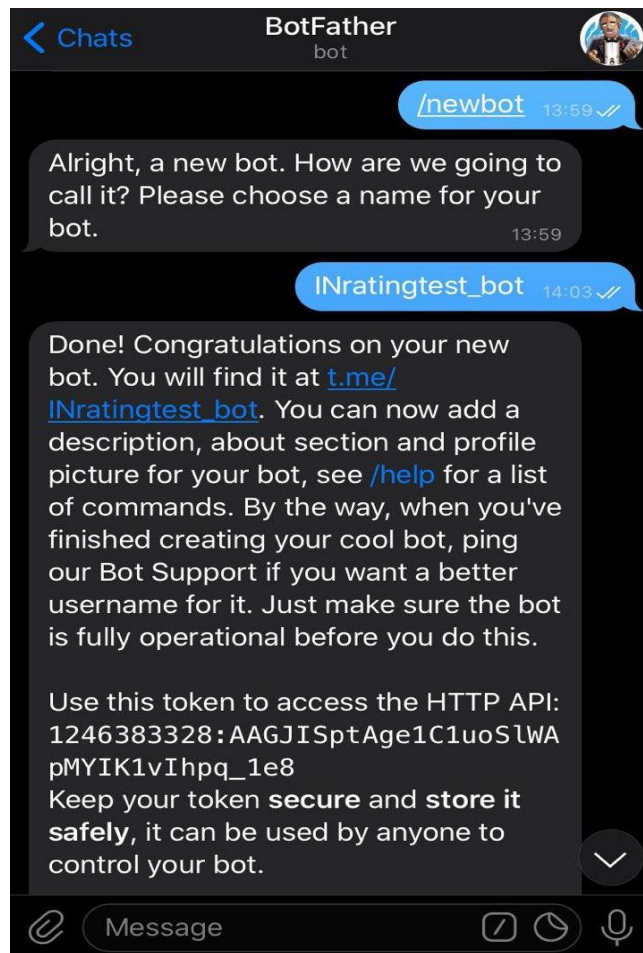 Chats
BotFather
bot
/newbot 13:59
Alright, a new bot. How are we going to
call it? Please choose a name for your
bot.
13:59
INratingtest_bot 14:03
Done! Congratulations on your new
bot. You will find it at t.me/
INratingtest_bot. You can now add a
description, about section and profile
picture for your bot, see /help for a list
of commands. By the way, when you've
finished creating your cool bot, ping
our Bot Support if you want a better
username for it. Just make sure the bot
is fully operational before you do this.
Use this token to access the HTTP API:
1246383328:AAGJISptAge1C1uoSlWA
pMYIK1vIhpq_1e8
Keep your token secure and store it
safely, it can be used by anyone to
control your bot.
Message